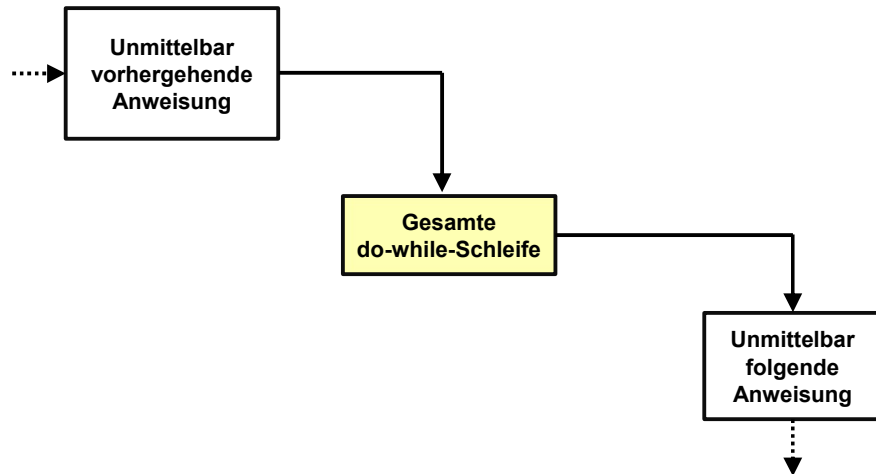 Unmittelbar
vorhergehende
Anweisung
Gesamte
do-while-Schleife
Unmittelbar
folgende
Anweisung